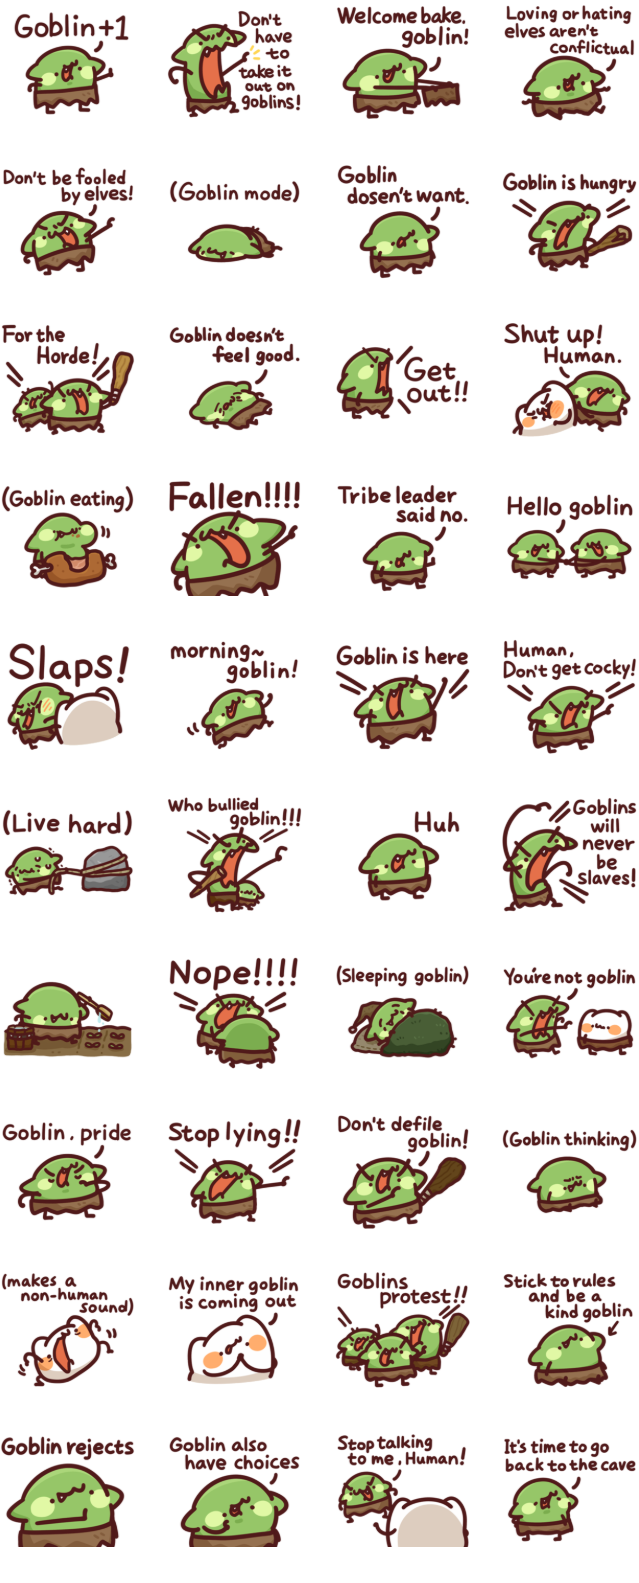 Goblin+1
Don't
have
to
take it
out on
goblins!
Welcome bake.
goblin!
Loving or hating
elves aren't
conflictual
Don't be fooled
by elves!
(Goblin mode)
Goblin
dosen't want.
Goblin is hungry
For the
Horde!
Goblin doesn't
feel good.
Get
out!!
Shut up!
Human.
(Goblin eating)
Fallen!!!!
Tribe leader
said no.
Hello goblin
Slaps!
morning~
goblin!
Goblin is here
Human,
Don't get cocky!
(Live hard)
Who bullied
goblin!!!
Huh
Goblins
will
never
be
slaves!
Nope!!!!
(Sleeping goblin)
You're not goblin
Goblin, pride
Stop lying!!
Don't defile
goblin!
(Goblin thinking)
(makes a
non-human
sound)
My inner goblin
is coming out
Goblins
protest!!
Stick to rules
and be a
kind goblin
Goblin rejects
Goblin also
have choices
Stop talking
to me, Human!
It's time to go
back to the cave